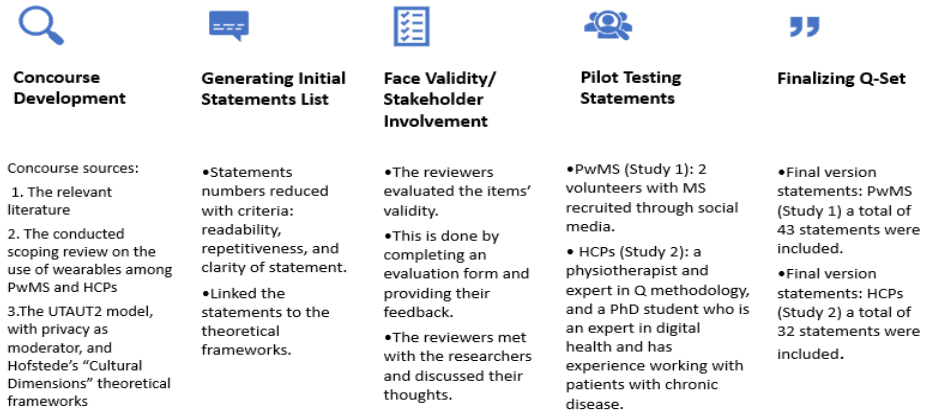 Concourse
Development
Concourse sources:
1. The relevant
literature
2. The conducted
scoping review on the
use of wearables among
PwMS and HCPs
3.The UTAUT2 model,
with privacy as
moderator, and
Hofstede's “Cultural
Dimensions” theoretical
frameworks
Generating Initial
Statements List
•Statements
numbers reduced
with criteria:
readability,
repetitiveness, and
clarity of statement.
•Linked the
statements to the
theoretical
frameworks.
Face Validity/
Stakeholder
Involvement
•The reviewers
evaluated the items’
validity.
•This is done by
completing an
evaluation form and
providing their
feedback.
•The reviewers met
with the researchers
and discussed their
thoughts.
Pilot Testing
Statements
•PwMS (Study 1): 2
volunteers with MS
recruited through social
media.
• HCPs (Study 2): a
physiotherapist and
expert in Q methodology,
and a PhD student who is
an expert in digital
health and has
experience working with
patients with chronic
disease.
Finalizing Q-Set
•Final version
statements: PwMS
(Study 1) a total of
43 statements were
included.
•Final version
statements: HCPs
(Study 2) a total of
32 statements were
included.